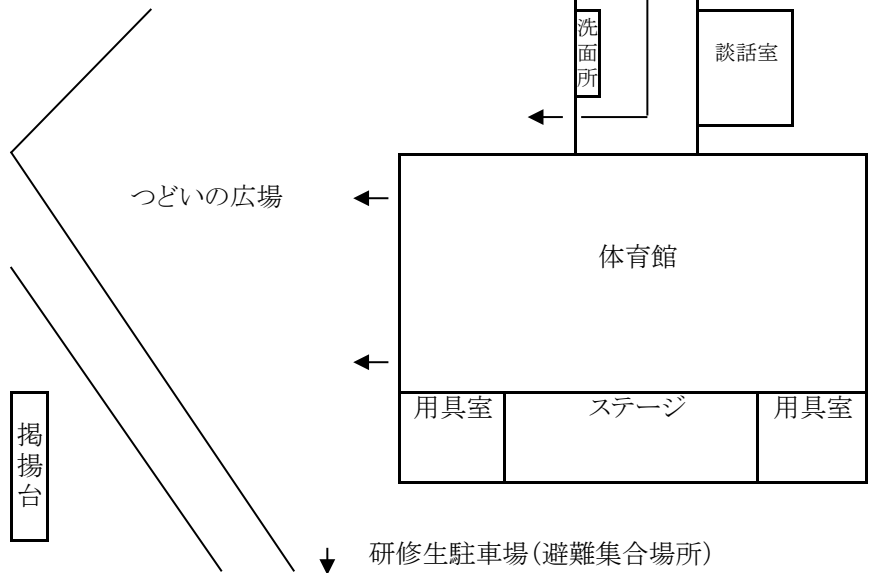 洗面所
談話室
つどいの広場
体育館
用具室
ステージ
用具室
掲揚台
研修生駐車場(避難集合場所)